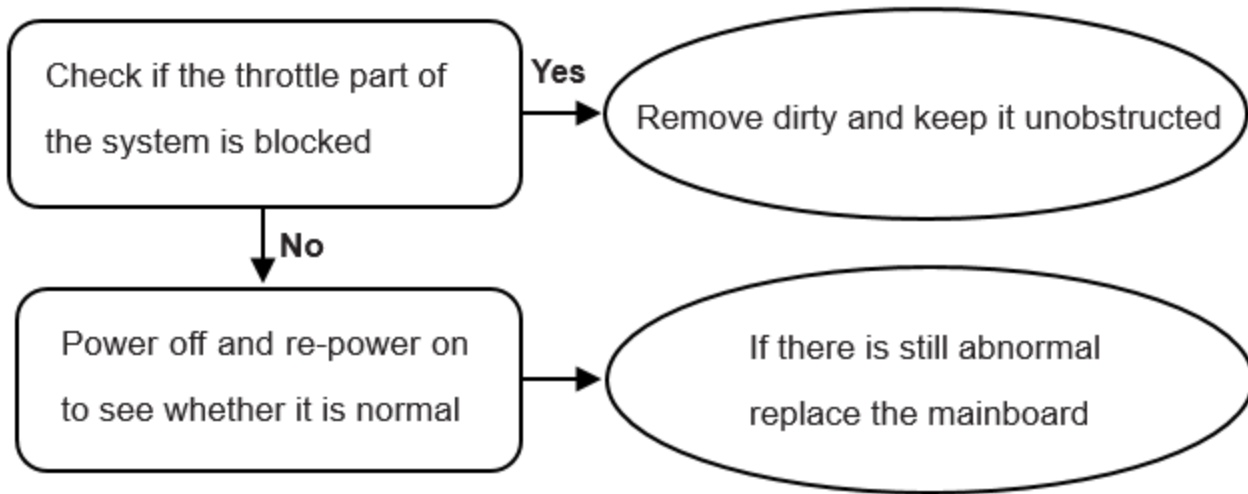 Check if the throttle part of
the system is blocked
Yes
Remove dirty and keep it unobstructed
No
Power off and re-power on
to see whether it is normal
If there is still abnormal
replace the mainboard